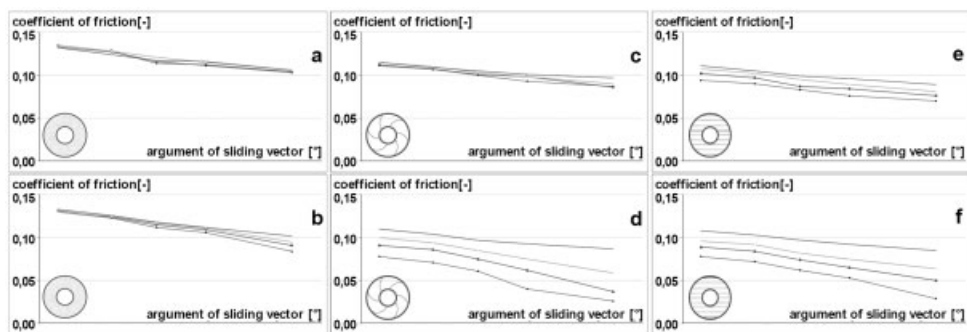 coefficient of friction[-]
0,15
a
0,10
0,05
argument of sliding vector [°]
0,00
coefficient of friction[-]
0,15
c
0,10
0,05
argument of sliding vector [°]
0,00
coefficient of friction[-]
0,15
e
0,10
0,05
argument of sliding vector [°]
0,00
coefficient of friction[-]
0,15
b
0,10
0,05
argument of sliding vector [°]
0,00
coefficient of friction[-]
0,15
d
0,10
0,05
argument of sliding vector [°]
0,00
coefficient of friction[-]
0,15
f
0,10
0,05
argument of sliding vector [°]
0,00